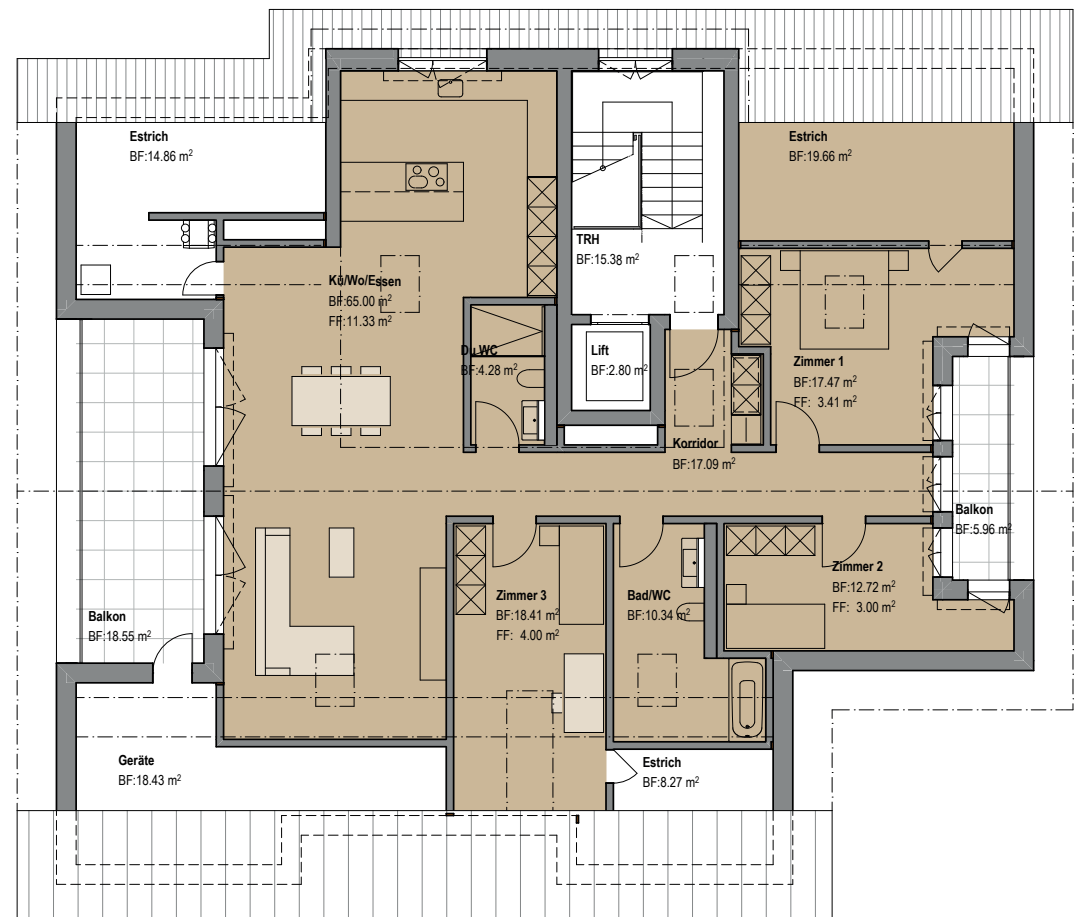 Estrich
BF:14.86 m²
Estrich
BF:19.66 m²
TRH
BF:15.38 m²
Kü/Wo/Essen
BF:65.00 m²
FF:11.33 m²
Du WC
BF:4.28 m²
Lift
BF:2.80 m²
Zimmer 1
BF:17.47 m²
FF: 3.41 m²
Korridor
BF:17.09 m²
Balkon
BF:5.96 m²
Zimmer 2
BF:12.72 m²
FF: 3.00 m²
Zimmer 3
BF:18.41 m²
FF: 4.00 m²
Bad/WC
BF:10.34 m²
Balkon
BF:18.55 m²
Geräte
BF:18.43 m²
Estrich
BF:8.27 m²